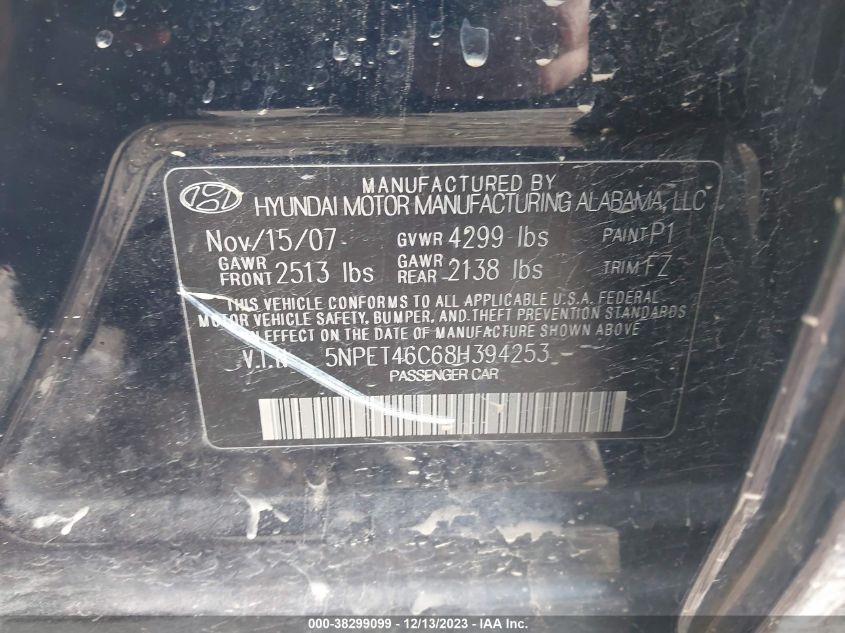 MANUFACTURED BY
HYUNDAI MOTOR MANUFACTURING ALABAMA, LLC
Nov/15/07 GVWR 4299 lbs PAINT P1
GAWR FRONT 2513 lbs GAWR REAR 2138 lbs TRIM FZ
THIS VEHICLE CONFORMS TO ALL APPLICABLE U.S.A. FEDERAL
MOTOR VEHICLE SAFETY, BUMPER, AND THEFT PREVENTION STANDARDS
IN EFFECT ON THE DATE OF MANUFACTURE SHOWN ABOVE
V.I.N 5NPET46C68H394253
PASSENGER CAR
000-38299099 - 12/13/2023 - IAA Inc.